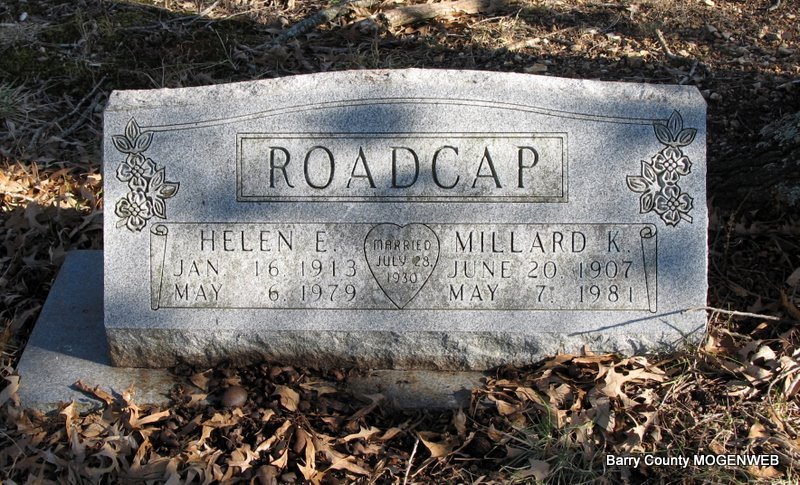 ROADCAP
HELEN E.
JAN. 16, 1913
MAY 6, 1979
MARRIED
JULY 28,
1930
MILLARD K.
JUNE 20, 1907
MAY 7, 1981
Barry County MOGENWEB